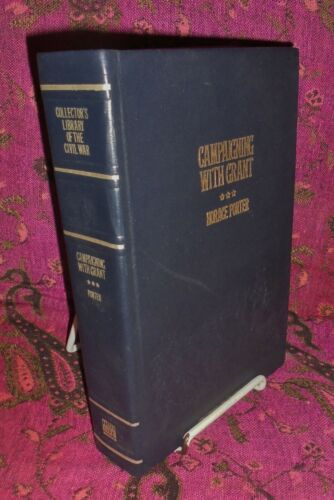 COLLECTOR'S
LIBRARY
OF THE
CIVIL WAR
CAMPAIGNING
WITH GRANT
PORTER
CAMPAIGNING
WITH GRANT
HORACE PORTER